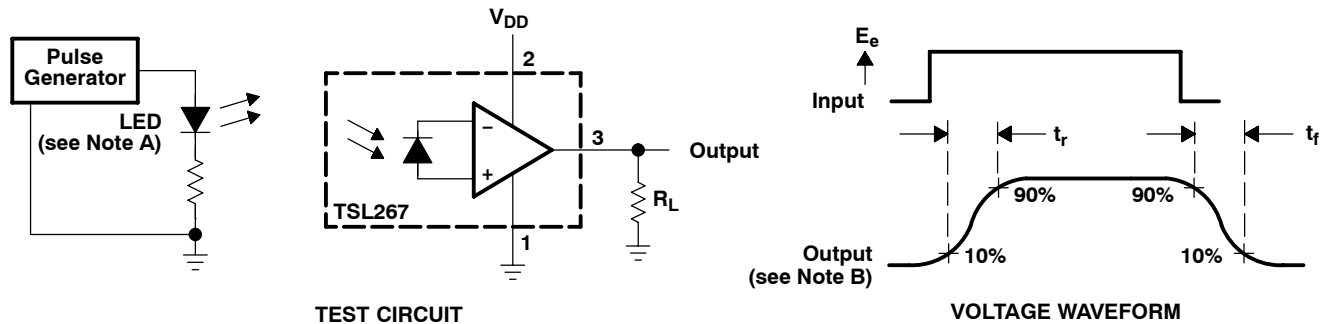 Pulse
Generator
LED
(see Note A)
VDD
2
−
+
3
Output
RL
TSL267
1
TEST CIRCUIT
Ee
Input
tr
tf
90%
90%
Output
(see Note B)
10%
10%
VOLTAGE WAVEFORM